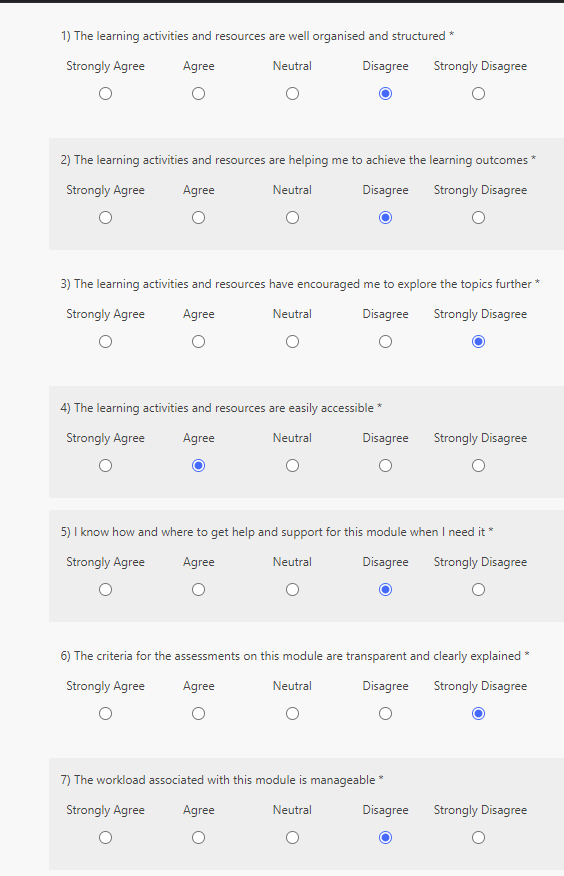 1) The learning activities and resources are well organised and structured *
Strongly Agree Agree Neutral Disagree Strongly Disagree
2) The learning activities and resources are helping me to achieve the learning outcomes *
Strongly Agree Agree Neutral Disagree Strongly Disagree
3) The learning activities and resources have encouraged me to explore the topics further *
Strongly Agree Agree Neutral Disagree Strongly Disagree
4) The learning activities and resources are easily accessible *
Strongly Agree Agree Neutral Disagree Strongly Disagree
5) I know how and where to get help and support for this module when I need it *
Strongly Agree Agree Neutral Disagree Strongly Disagree
6) The criteria for the assessments on this module are transparent and clearly explained *
Strongly Agree Agree Neutral Disagree Strongly Disagree
7) The workload associated with this module is manageable *
Strongly Agree Agree Neutral Disagree Strongly Disagree